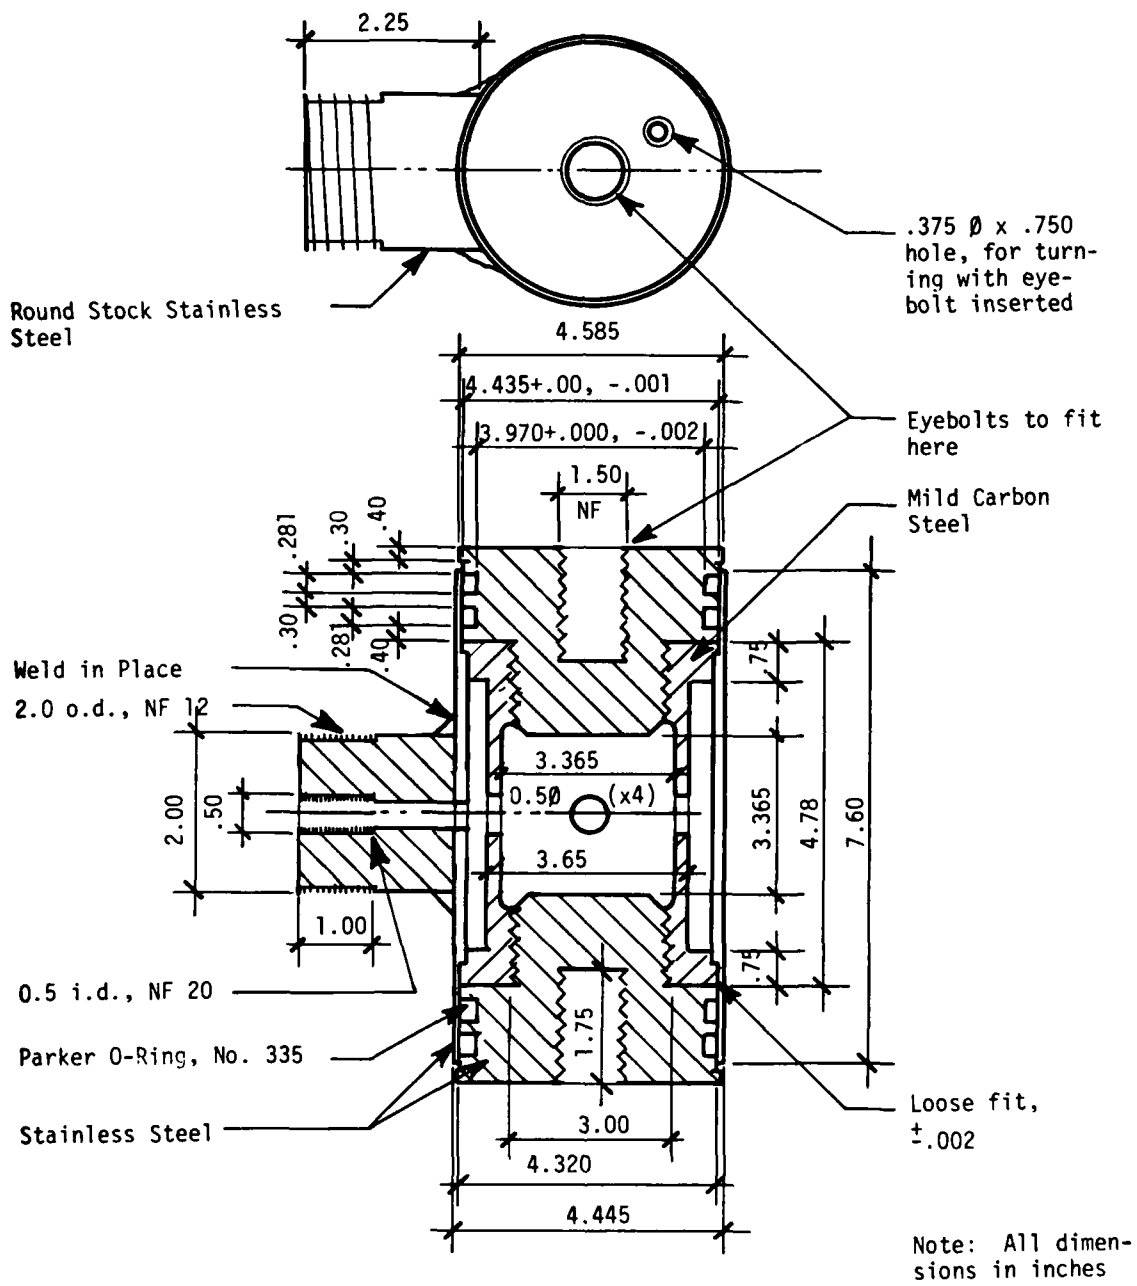 2.25
.375 Ø x .750
hole, for turn-
ing with eye-
bolt inserted
Round Stock Stainless
Steel
4.585
4.435+.00, -.001
3.970+.000, -.002
Eyebolts to fit
here
1.50
NF
Mild Carbon
Steel
.281
.30
.40
.30
.281
.40
Weld in Place
2.0 o.d., NF 12
.75
3.365
0.5Ø (x4)
2.00
.50
3.365
4.78
7.60
3.65
1.00
.75
0.5 i.d., NF 20
1.75
Parker O-Ring, No. 335
Stainless Steel
3.00
Loose fit,
±.002
4.320
4.445
Note: All dimen-
sions in inches